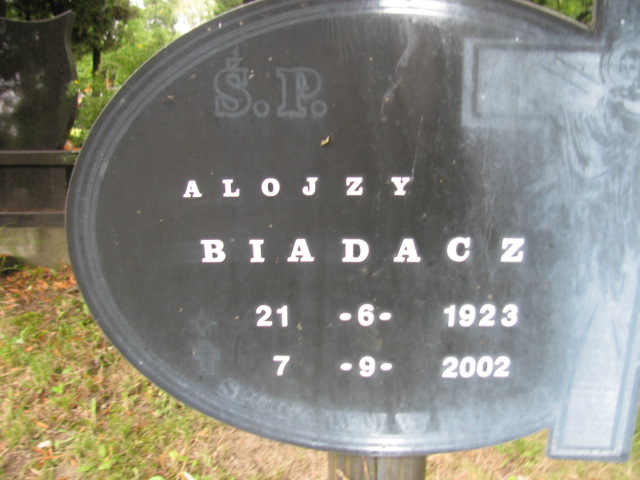 Ś.P.
ALOJZY
BIADACZ
21 -6- 1923
7 -9- 2002